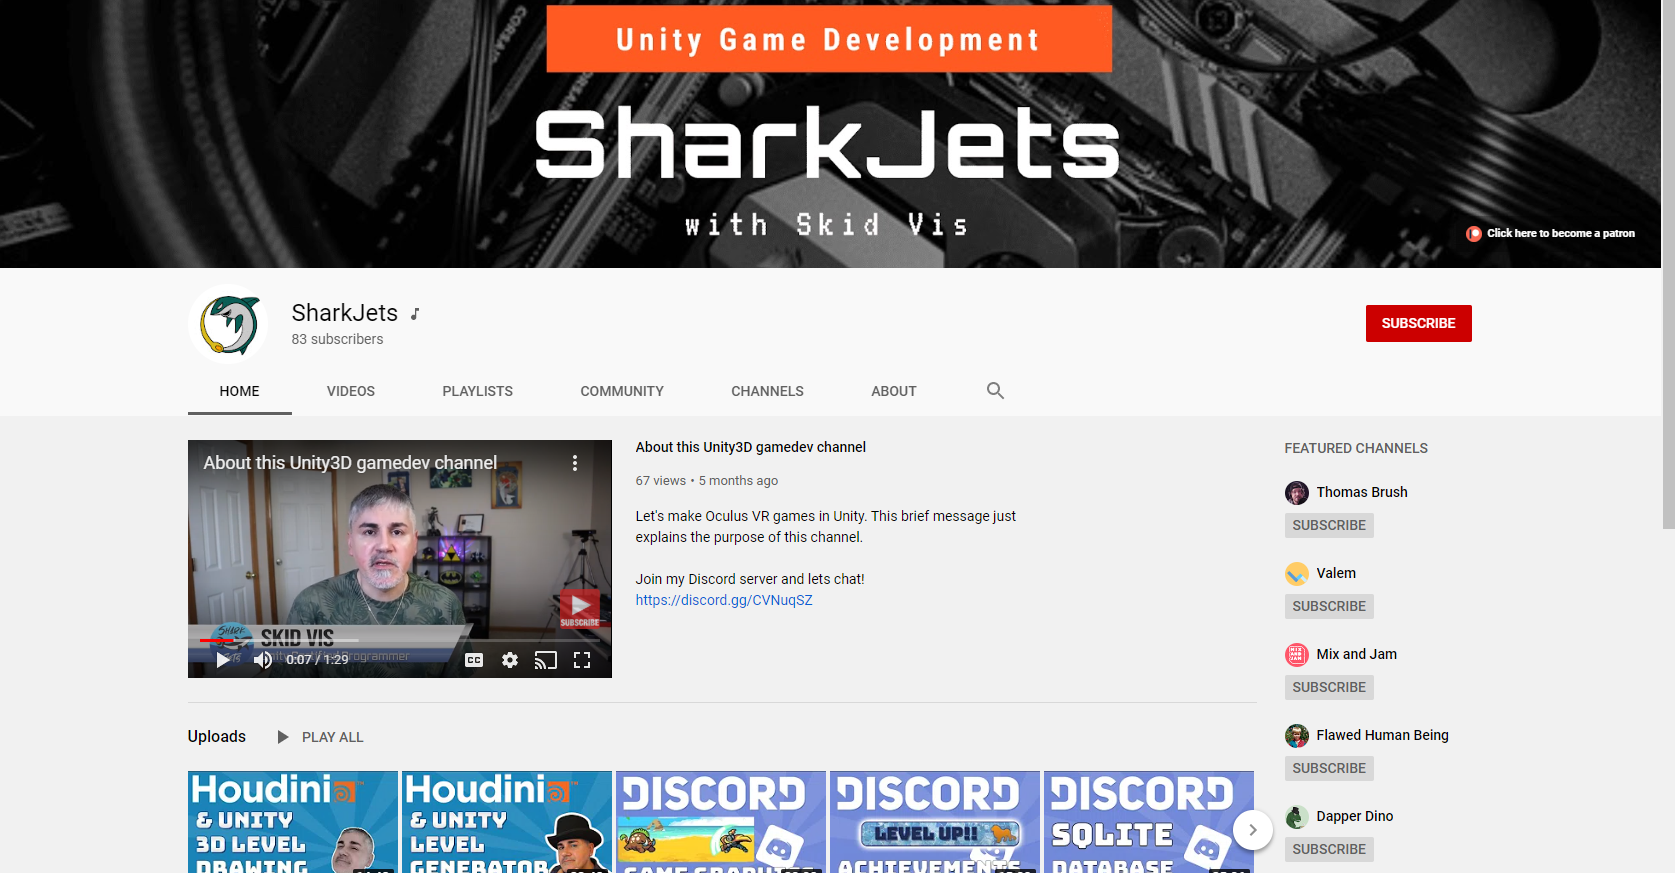 Unity Game Development
SharkJets
with Skid Vis
Click here to become a patron
SharkJets
83 subscribers
SUBSCRIBE
HOME
VIDEOS
PLAYLISTS
COMMUNITY
CHANNELS
ABOUT
About this Unity3D gamedev channel
SUBSCRIBE
SKID VIS
0:07 / 1:29
CC
About this Unity3D gamedev channel
67 views • 5 months ago
Let's make Oculus VR games in Unity. This brief message just
explains the purpose of this channel.
Join my Discord server and lets chat!
https://discord.gg/CVNuqSZ
FEATURED CHANNELS
Thomas Brush
SUBSCRIBE
Valem
SUBSCRIBE
Mix and Jam
SUBSCRIBE
Flawed Human Being
SUBSCRIBE
Dapper Dino
SUBSCRIBE
Uploads
PLAY ALL
Houdini
& UNITY
3D LEVEL
DRAWING
Houdini
& UNITY
LEVEL
GENERATOR
DISCORD
DISCORD
LEVEL UP!!
ACHIEVEMENTS
DISCORD
SQLITE
DATABASE